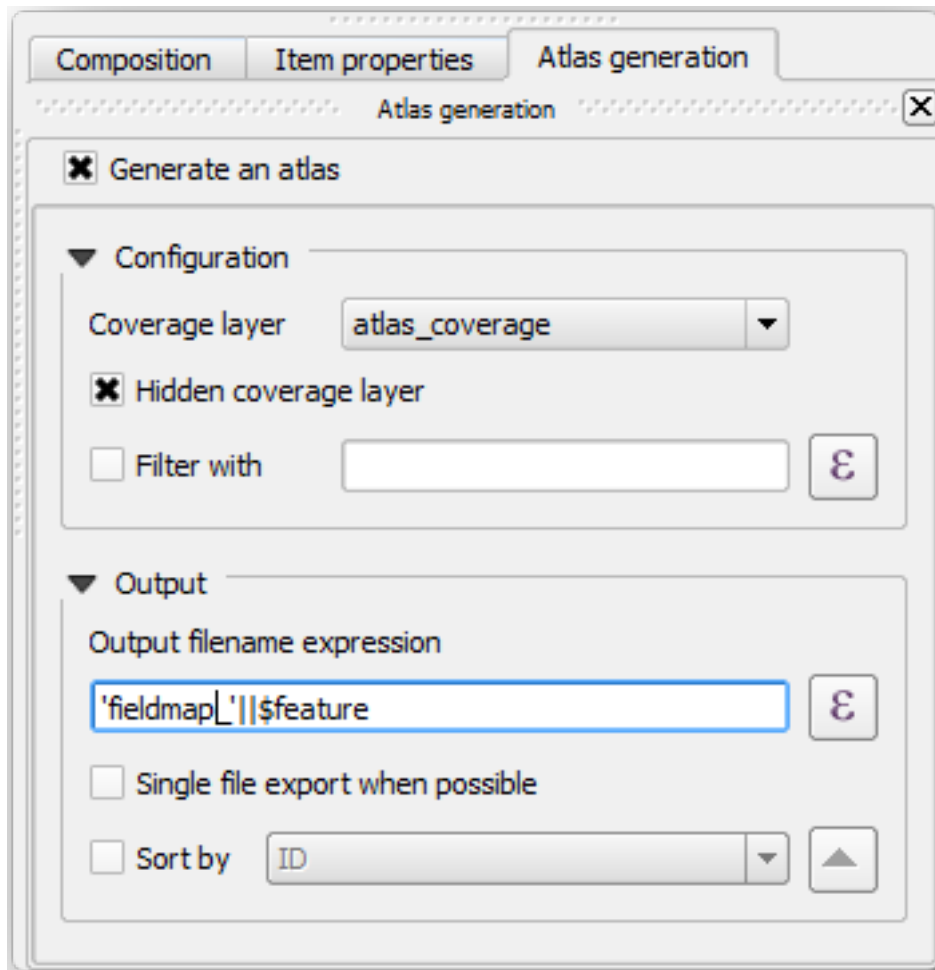 Composition Item properties Atlas generation
Atlas generation
Generate an atlas
Configuration
Coverage layer atlas_coverage
Hidden coverage layer
Filter with ε
Output
Output filename expression
'fieldmap_'||$feature ε
Single file export when possible
Sort by ID